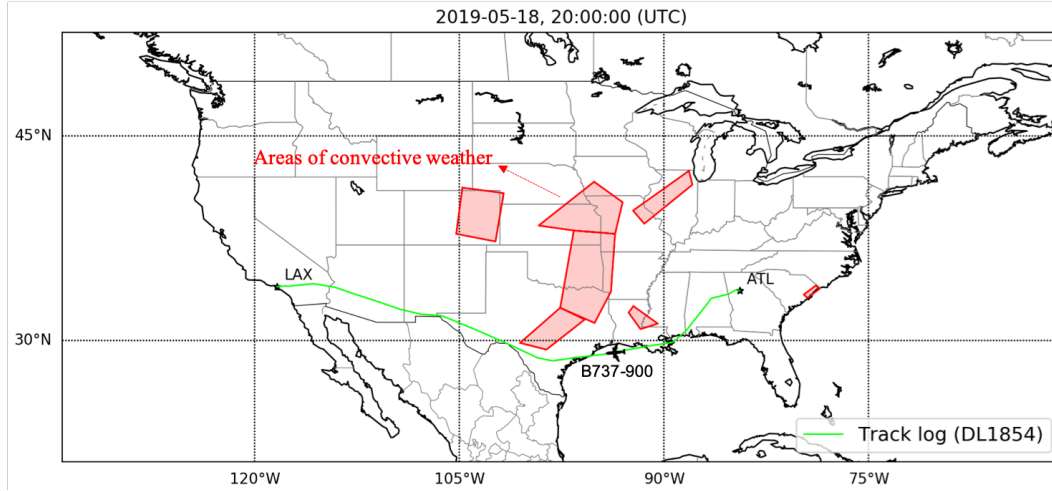 2019-05-18, 20:00:00 (UTC)
45°N
Areas of convective weather
LAX
ATL
30°N
B737-900
Track log (DL1854)
120°W
105°W
90°W
75°W